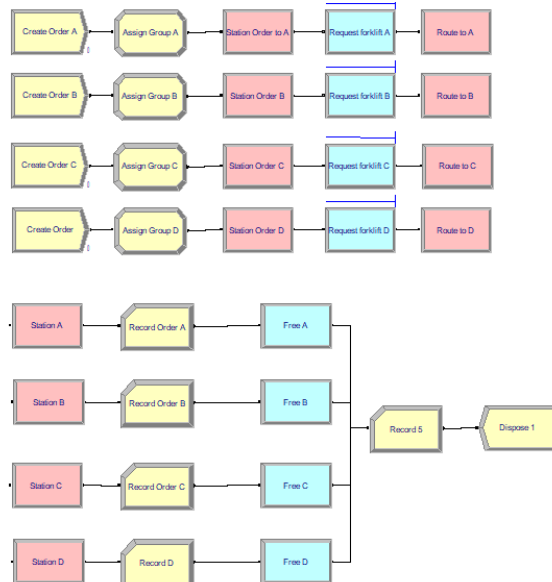 Create Order A Assign Group A Station Order to A Request forklift A Route to A
Create Order B Assign Group B Station Order B Request forklift B Route to B
Create Order C Assign Group C Station Order C Request forklift C Route to C
Create Order Assign Group D Station Order D Request forklift D Route to D
Station A Record Order A Free A
Station B Record Order B Free B
Record 5 Dispose 1
Station C Record Order C Free C
Station D Record D Free D